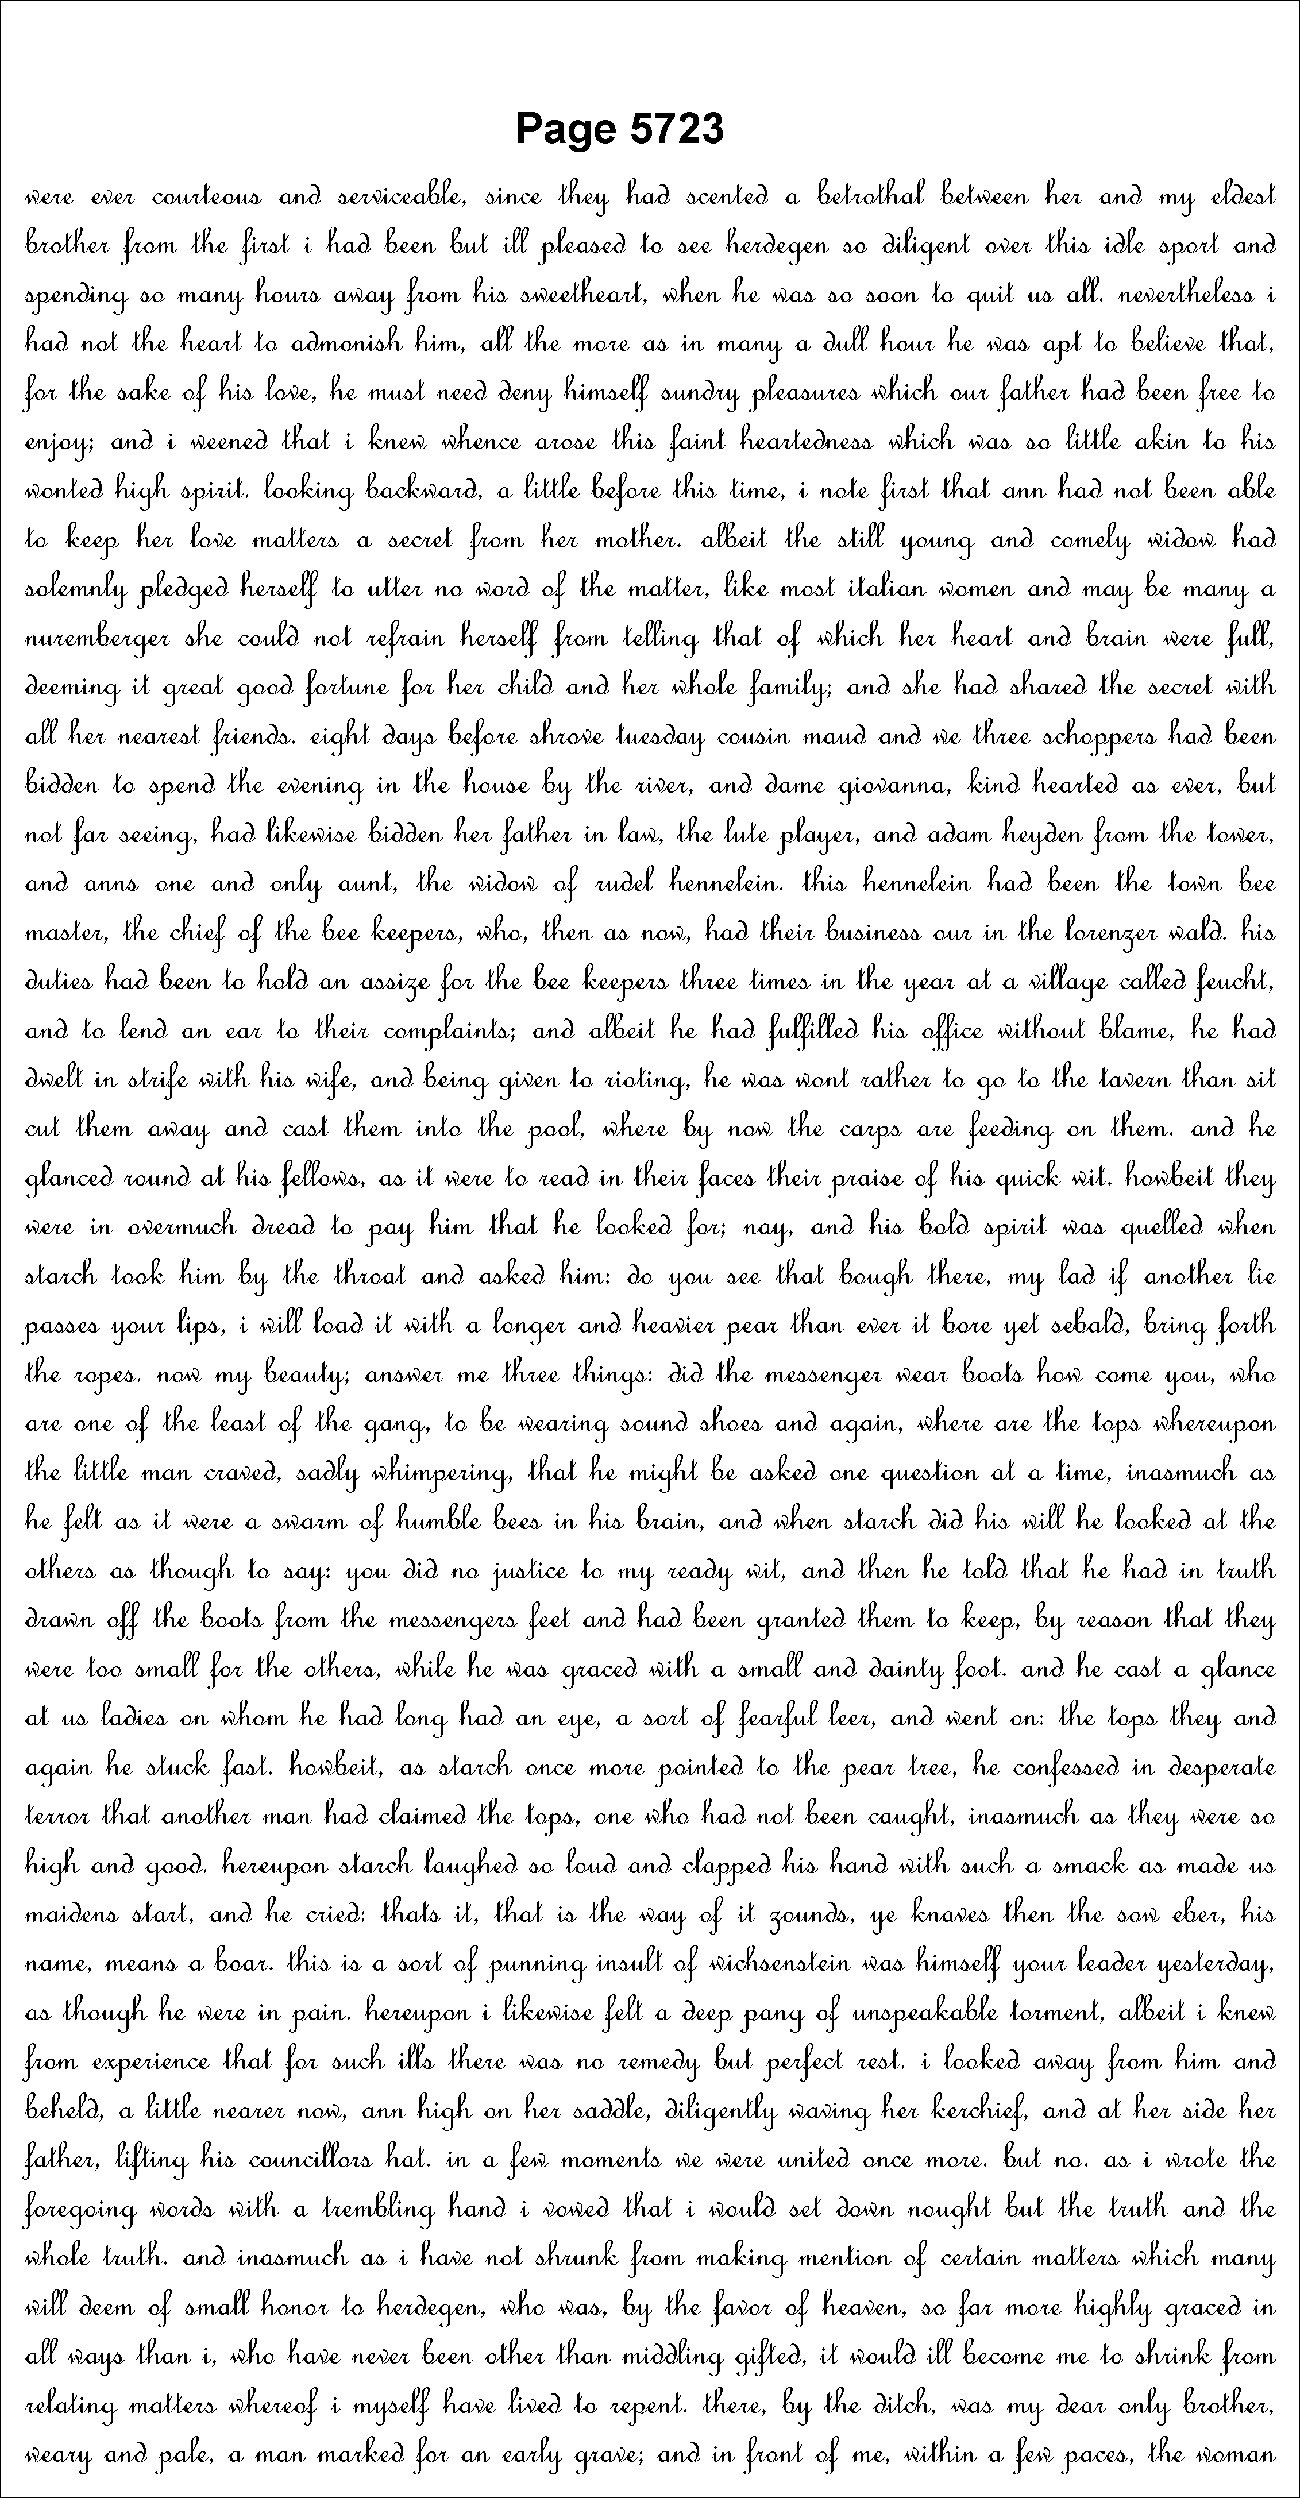 Page 5723
were ever courteous and serviceable, since they had scented a betrothal between her and my eldest
brother from the first i had been but ill pleased to see herdegen so diligent over this idle sport and
spending so many hours away from his sweetheart, when he was so soon to quit us all. nevertheless i
had not the heart to admonish him, all the more as in many a dull hour he was apt to believe that,
for the sake of his love, he must need deny himself sundry pleasures which our father had been free to
enjoy; and i weened that i knew whence arose this faint heartedness which was so little akin to his
wonted high spirit. looking backward, a little before this time, i note first that ann had not been able
to keep her love matters a secret from her mother. albeit the still young and comely widow had
solemnly pledged herself to utter no word of the matter, like most italian women and may be many a
nuremberger she could not refrain herself from telling that of which her heart and brain were full,
deeming it great good fortune for her child and her whole family; and she had shared the secret with
all her nearest friends. eight days before shrove tuesday cousin maud and we three schoppers had been
bidden to spend the evening in the house by the river, and dame giovanna, kind hearted as ever, but
not far seeing, had likewise bidden her father in law, the lute player, and adam heyden from the tower,
and anns one and only aunt, the widow of rudel hennelein. this hennelein had been the town bee
master, the chief of the bee keepers, who, then as now, had their business our in the lorenzer wald. his
duties had been to hold an assize for the bee keepers three times in the year at a village called feucht,
and to lend an ear to their complaints; and albeit he had fulfilled his office without blame, he had
dwelt in strife with his wife, and being given to rioting, he was wont rather to go to the tavern than sit
cut them away and cast them into the pool, where by now the carps are feeding on them. and he
glanced round at his fellows, as it were to read in their faces their praise of his quick wit. howbeit they
were in overmuch dread to pay him that he looked for; nay, and his bold spirit was quelled when
starch took him by the throat and asked him: do you see that bough there, my lad if another lie
passes your lips, i will load it with a longer and heavier pear than ever it bore yet sebald, bring forth
the ropes. now my beauty; answer me three things: did the messenger wear boots how come you, who
are one of the least of the gang, to be wearing sound shoes and again, where are the tops whereupon
the little man craved, sadly whimpering, that he might be asked one question at a time, inasmuch as
he felt as it were a swarm of humble bees in his brain, and when starch did his will he looked at the
others as though to say: you did no justice to my ready wit, and then he told that he had in truth
drawn off the boots from the messengers feet and had been granted them to keep, by reason that they
were too small for the others, while he was graced with a small and dainty foot. and he cast a glance
at us ladies on whom he had long had an eye, a sort of fearful leer, and went on: the tops they and
again he stuck fast. howbeit, as starch once more pointed to the pear tree, he confessed in desperate
terror that another man had claimed the tops, one who had not been caught, inasmuch as they were so
high and good. hereupon starch laughed so loud and clapped his hand with such a smack as made us
maidens start, and he cried: thats it, that is the way of it zounds, ye knaves then the sow eber, his
name, means a boar. this is a sort of punning insult of wichsenstein was himself your leader yesterday,
as though he were in pain. hereupon i likewise felt a deep pang of unspeakable torment, albeit i knew
from experience that for such ills there was no remedy but perfect rest. i looked away from him and
beheld, a little nearer now, ann high on her saddle, diligently waving her kerchief, and at her side her
father, lifting his councillors hat. in a few moments we were united once more. but no. as i wrote the
foregoing words with a trembling hand i vowed that i would set down nought but the truth and the
whole truth. and inasmuch as i have not shrunk from making mention of certain matters which many
will deem of small honor to herdegen, who was, by the favor of heaven, so far more highly graced in
all ways than i, who have never been other than middling gifted, it would ill become me to shrink from
relating matters whereof i myself have lived to repent. there, by the ditch, was my dear only brother,
weary and pale, a man marked for an early grave; and in front of me, within a few paces, the woman